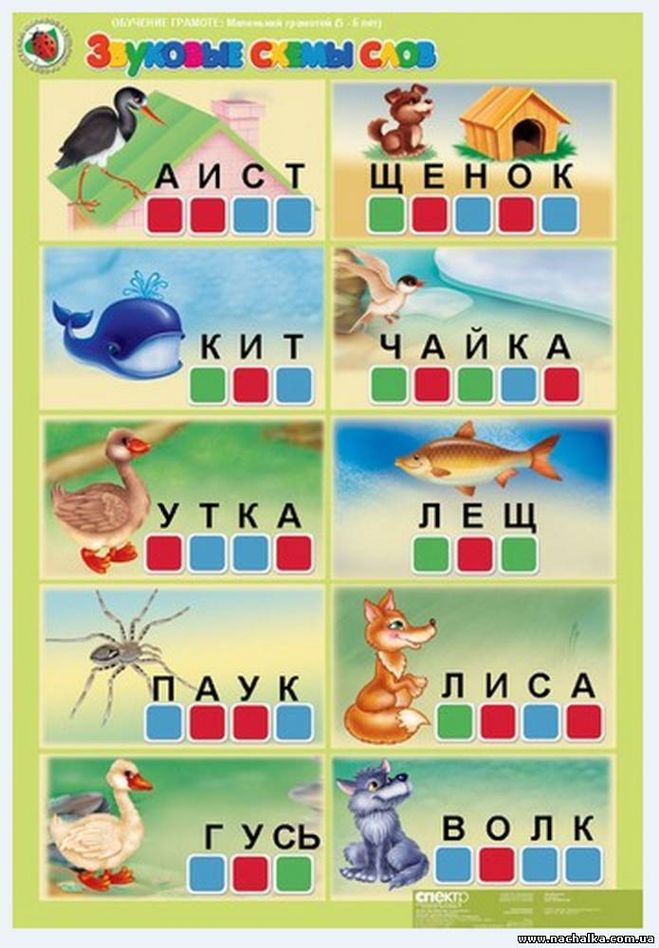 ОБУЧЕНИЕ ГРАМОТЕ: Маленький грамотей (5 - 6 лет)
Звуковые схемы слов
АИСТ
ЩЕНОК
КИТ
ЧАЙКА
УТКА
ЛЕЩ
ПАУК
ЛИСА
ГУСЬ
ВОЛК
спектр
www.nachalka.com.ua